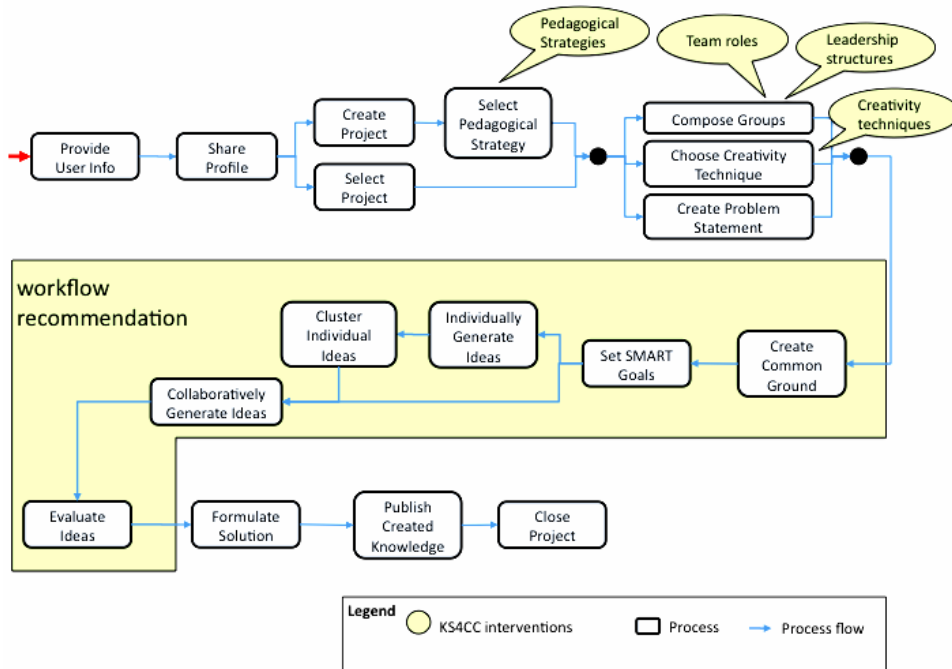 Pedagogical
Strategies
Team roles
Leadership
structures
Creativity
techniques
Provide
User Info
Share
Profile
Create
Project
Select
Pedagogical
Strategy
Select
Project
Compose Groups
Choose Creativity
Technique
Create Problem
Statement
workflow
recommendation
Cluster
Individual
Ideas
Individually
Generate Ideas
Set SMART
Goals
Create
Common
Ground
Collaboratively
Generate Ideas
Evaluate
Ideas
Formulate
Solution
Publish
Created
Knowledge
Close
Project
Legend
KS4CC interventions
Process
Process flow